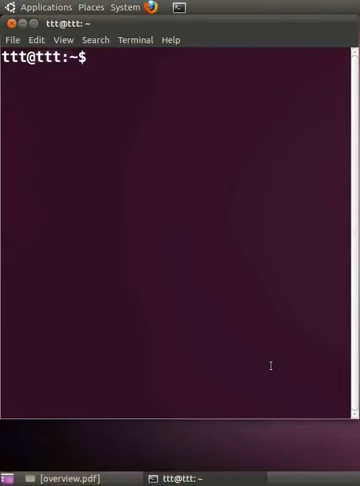 Applications Places System
ttt@ttt: ~
File Edit View Search Terminal Help
ttt@ttt:~$
[overview.pdf] ttt@ttt: ~